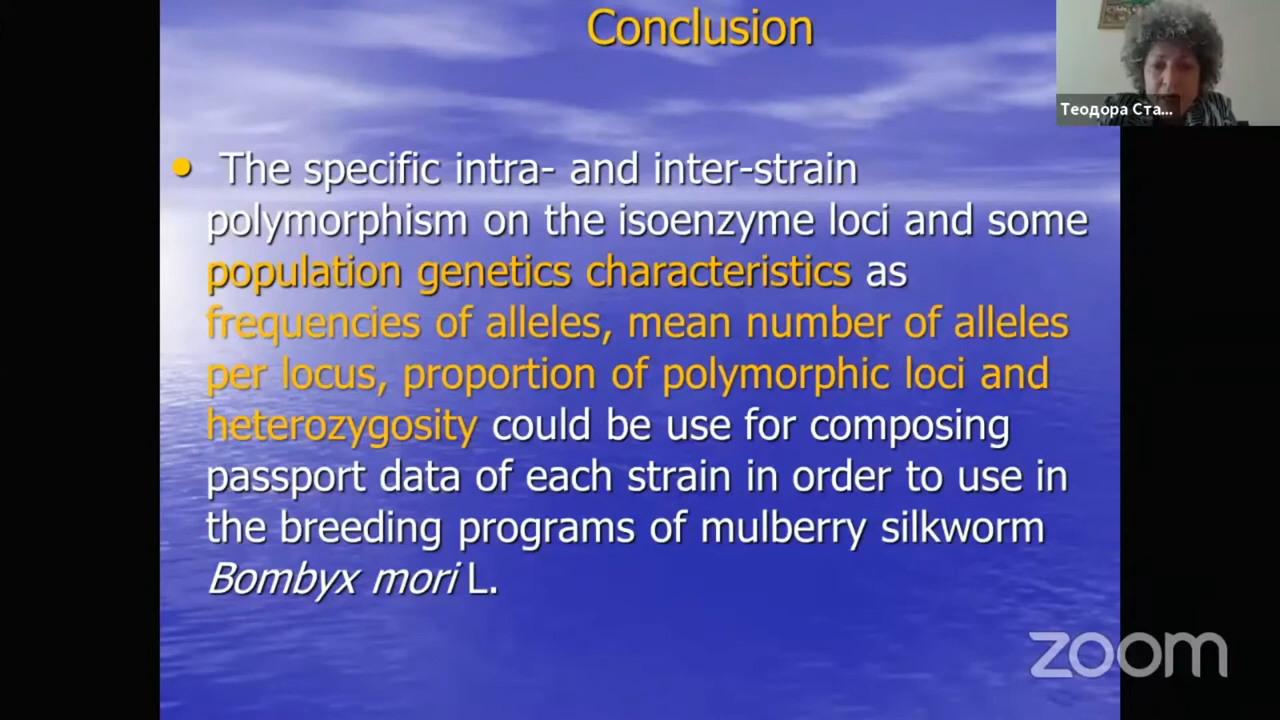 Conclusion
Теодора Ста...
• The specific intra- and inter-strain
polymorphism on the isoenzyme loci and some
population genetics characteristics as
frequencies of alleles, mean number of alleles
per locus, proportion of polymorphic loci and
heterozygosity could be use for composing
passport data of each strain in order to use in
the breeding programs of mulberry silkworm
Bombyx mori L.
zoom